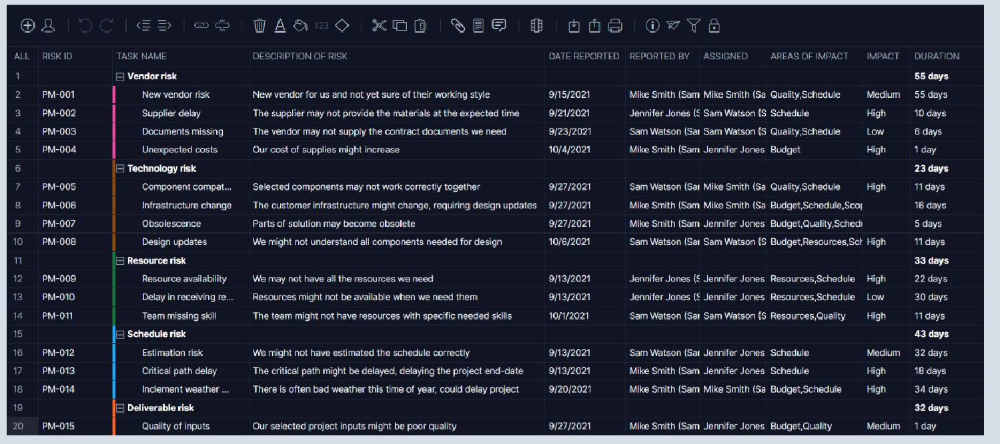 123
ALL RISK ID TASK NAME DESCRIPTION OF RISK DATE REPORTED REPORTED BY ASSIGNED AREAS OF IMPACT IMPACT DURATION
1 Vendor risk 55 days
2 PM-001 New vendor risk New vendor for us and not yet sure of their working style 9/15/2021 Mike Smith (Sam Mike Smith (Sa Quality,Schedule Medium 55 days
3 PM-002 Supplier delay The supplier may not provide the materials at the expected time 9/21/2021 Jennifer Jones (S Sam Watson (S Schedule High 10 days
4 PM-003 Documents missing The vendor may not supply the contract documents we need 9/23/2021 Sam Watson (Sar Sam Watson (S Quality,Schedule Low 6 days
5 PM-004 Unexpected costs Our cost of supplies might increase 10/4/2021 Mike Smith (Sam Jennifer Jones Budget High 1 day
6 Technology risk 23 days
7 PM-005 Component compat... Selected components may not work correctly together 9/27/2021 Sam Watson (Sar Mike Smith (Sa Quality,Schedule High 11 days
8 PM-006 Infrastructure change The customer infrastructure might change, requiring design updates 9/27/2021 Mike Smith (Sam Mike Smith (Sa Budget,Schedule,Scop 16 days
9 PM-007 Obsolescence Parts of solution may become obsolete 9/27/2021 Mike Smith (Sam Jennifer Jones Budget,Quality,Schedu 5 days
10 PM-008 Design updates We might not understand all components needed for design 10/6/2021 Sam Watson (Sar Sam Watson (S Budget,Resources,Sch High 11 days
11 Resource risk 33 days
12 PM-009 Resource availability We may not have all the resources we need 9/13/2021 Jennifer Jones (S Jennifer Jones Resources,Schedule High 22 days
13 PM-010 Delay in receiving re... Resources might not be available when we need them 9/13/2021 Jennifer Jones (S Jennifer Jones Resources,Schedule Low 30 days
14 PM-011 Team missing skill The team might not have resources with specific needed skills 10/1/2021 Sam Watson (Sar Sam Watson (S Resources,Quality High 11 days
15 Schedule risk 43 days
16 PM-012 Estimation risk We might not have estimated the schedule correctly 9/13/2021 Sam Watson (Sar Jennifer Jones Schedule Medium 32 days
17 PM-013 Critical path delay The critical path might be delayed, delaying the project end-date 9/13/2021 Mike Smith (Sam Jennifer Jones Schedule High 18 days
18 PM-014 Inclement weather ... There is often bad weather this time of year, could delay project 9/20/2021 Mike Smith (Sam Mike Smith (Sa Budget,Schedule High 34 days
19 Deliverable risk 32 days
20 PM-015 Quality of inputs Our selected project inputs might be poor quality 9/27/2021 Mike Smith (Sam Jennifer Jones Budget,Quality Medium 1 day